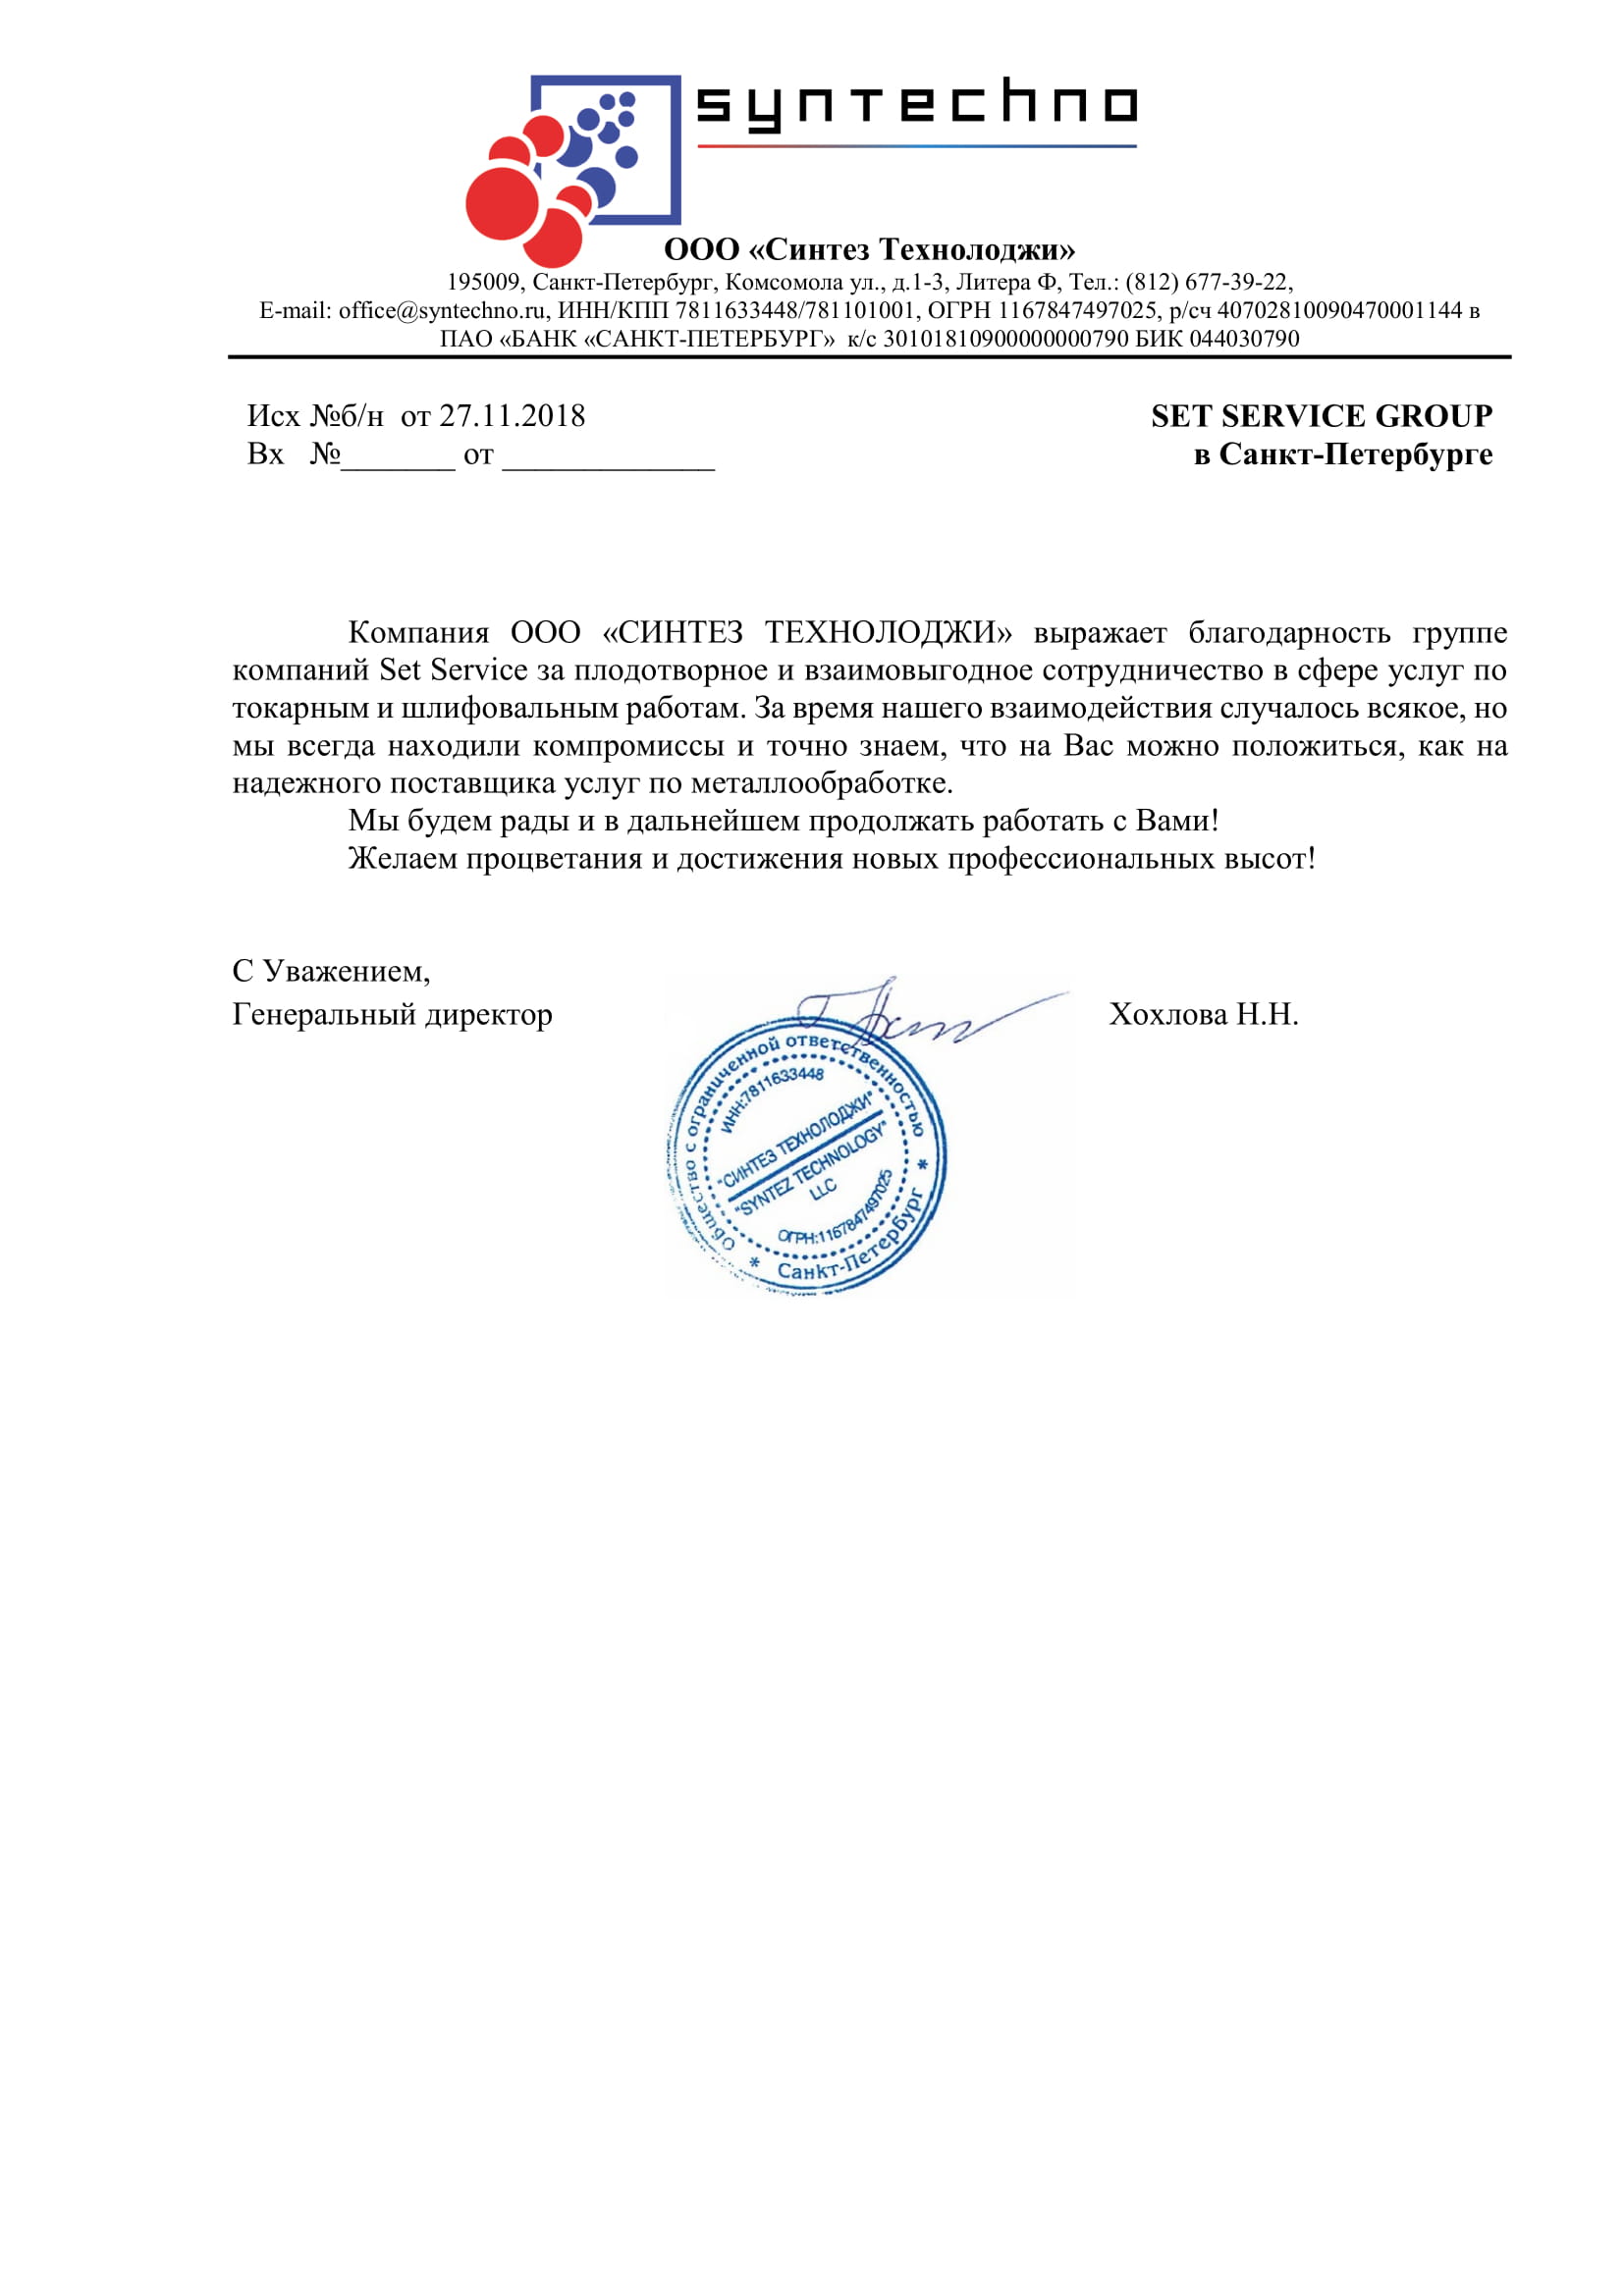 syntechno
ООО «Синтез Технолоджи»
195009, Санкт-Петербург, Комсомола ул., д.1-3, Литера Ф, Тел.: (812) 677-39-22,
E-mail: office@syntechno.ru, ИНН/КПП 7811633448/781101001, ОГРН 1167847497025, р/сч 40702810090470001144 в
ПАО «БАНК «САНКТ-ПЕТЕРБУРГ» к/с 30101810900000000790 БИК 044030790
Исх №б/н от 27.11.2018
Вх №_______ от _____________
SET SERVICE GROUP
в Санкт-Петербурге
Компания ООО «СИНТЕЗ ТЕХНОЛОДЖИ» выражает благодарность группе
компаний Set Service за плодотворное и взаимовыгодное сотрудничество в сфере услуг по
токарным и шлифовальным работам. За время нашего взаимодействия случалось всякое, но
мы всегда находили компромиссы и точно знаем, что на Вас можно положиться, как на
надежного поставщика услуг по металлообработке.
Мы будем рады и в дальнейшем продолжать работать с Вами!
Желаем процветания и достижения новых профессиональных высот!
С Уважением,
Генеральный директор
Хохлова Н.Н.
Общество с ограниченной ответственностью
ИНН:7811633448
"СИНТЕЗ ТЕХНОЛОДЖИ"
"SYNTEZ TECHNOLOGY"
LLC
ОГРН:1167847497025
* Санкт-Петербург *